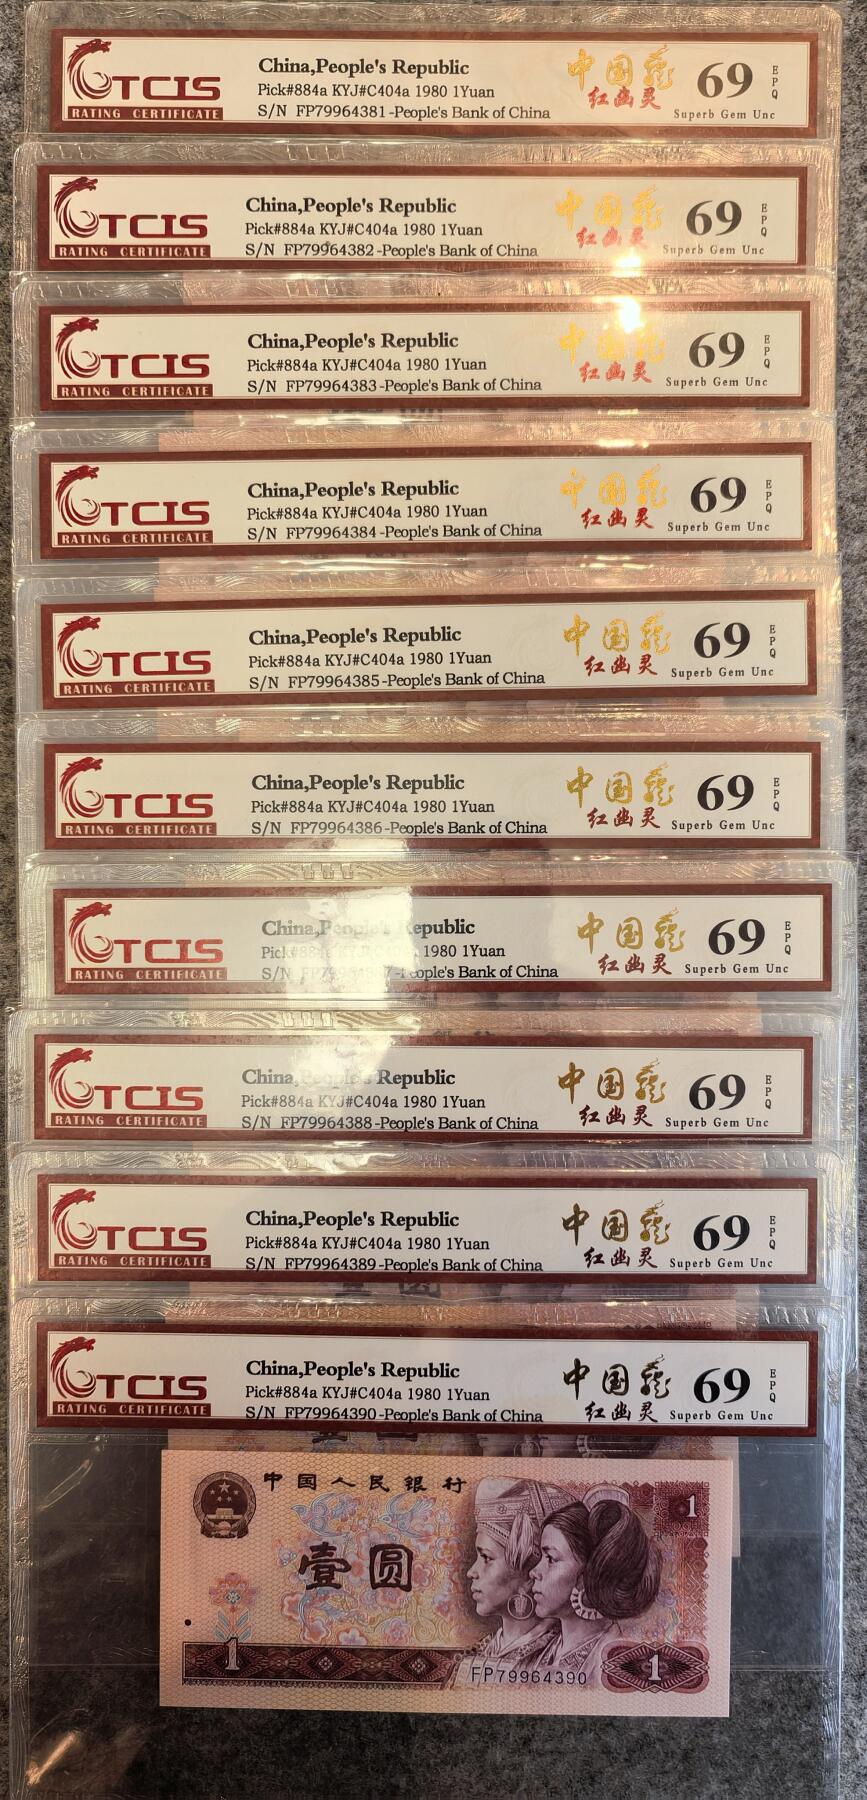 TCIS
RATING CERTIFICATE
China,People's Republic
Pick#884a KYJ#C404a 1980 1Yuan
S/N FP79964381-People's Bank of China
中国龙
红幽灵
69
EPQ
Superb Gem Unc
TCIS
RATING CERTIFICATE
China,People's Republic
Pick#884a KYJ#C404a 1980 1Yuan
S/N FP79964382-People's Bank of China
中国龙
红幽灵
69
EPQ
Superb Gem Unc
TCIS
RATING CERTIFICATE
China,People's Republic
Pick#884a KYJ#C404a 1980 1Yuan
S/N FP79964383-People's Bank of China
中国龙
红幽灵
69
EPQ
Superb Gem Unc
TCIS
RATING CERTIFICATE
China,People's Republic
Pick#884a KYJ#C404a 1980 1Yuan
S/N FP79964384-People's Bank of China
中国龙
红幽灵
69
EPQ
Superb Gem Unc
TCIS
RATING CERTIFICATE
China,People's Republic
Pick#884a KYJ#C404a 1980 1Yuan
S/N FP79964385-People's Bank of China
中国龙
红幽灵
69
EPQ
Superb Gem Unc
TCIS
RATING CERTIFICATE
China,People's Republic
Pick#884a KYJ#C404a 1980 1Yuan
S/N FP79964386-People's Bank of China
中国龙
红幽灵
69
EPQ
Superb Gem Unc
TCIS
RATING CERTIFICATE
China,People's Republic
1980 1Yuan
S/N -People's Bank of China
中国龙
红幽灵
69
EPQ
Superb Gem Unc
TCIS
RATING CERTIFICATE
China,People's Republic
Pick#884a KYJ#C404a 1980 1Yuan
S/N FP79964388-People's Bank of China
中国龙
红幽灵
69
EPQ
Superb Gem Unc
TCIS
RATING CERTIFICATE
China,People's Republic
Pick#884a KYJ#C404a 1980 1Yuan
S/N FP79964389-People's Bank of China
中国龙
红幽灵
69
EPQ
Superb Gem Unc
TCIS
RATING CERTIFICATE
China,People's Republic
Pick#884a KYJ#C404a 1980 1Yuan
S/N FP79964390-People's Bank of China
中国龙
红幽灵
69
EPQ
Superb Gem Unc
中国人民银行
1
壹圆
1
FP79964390
1